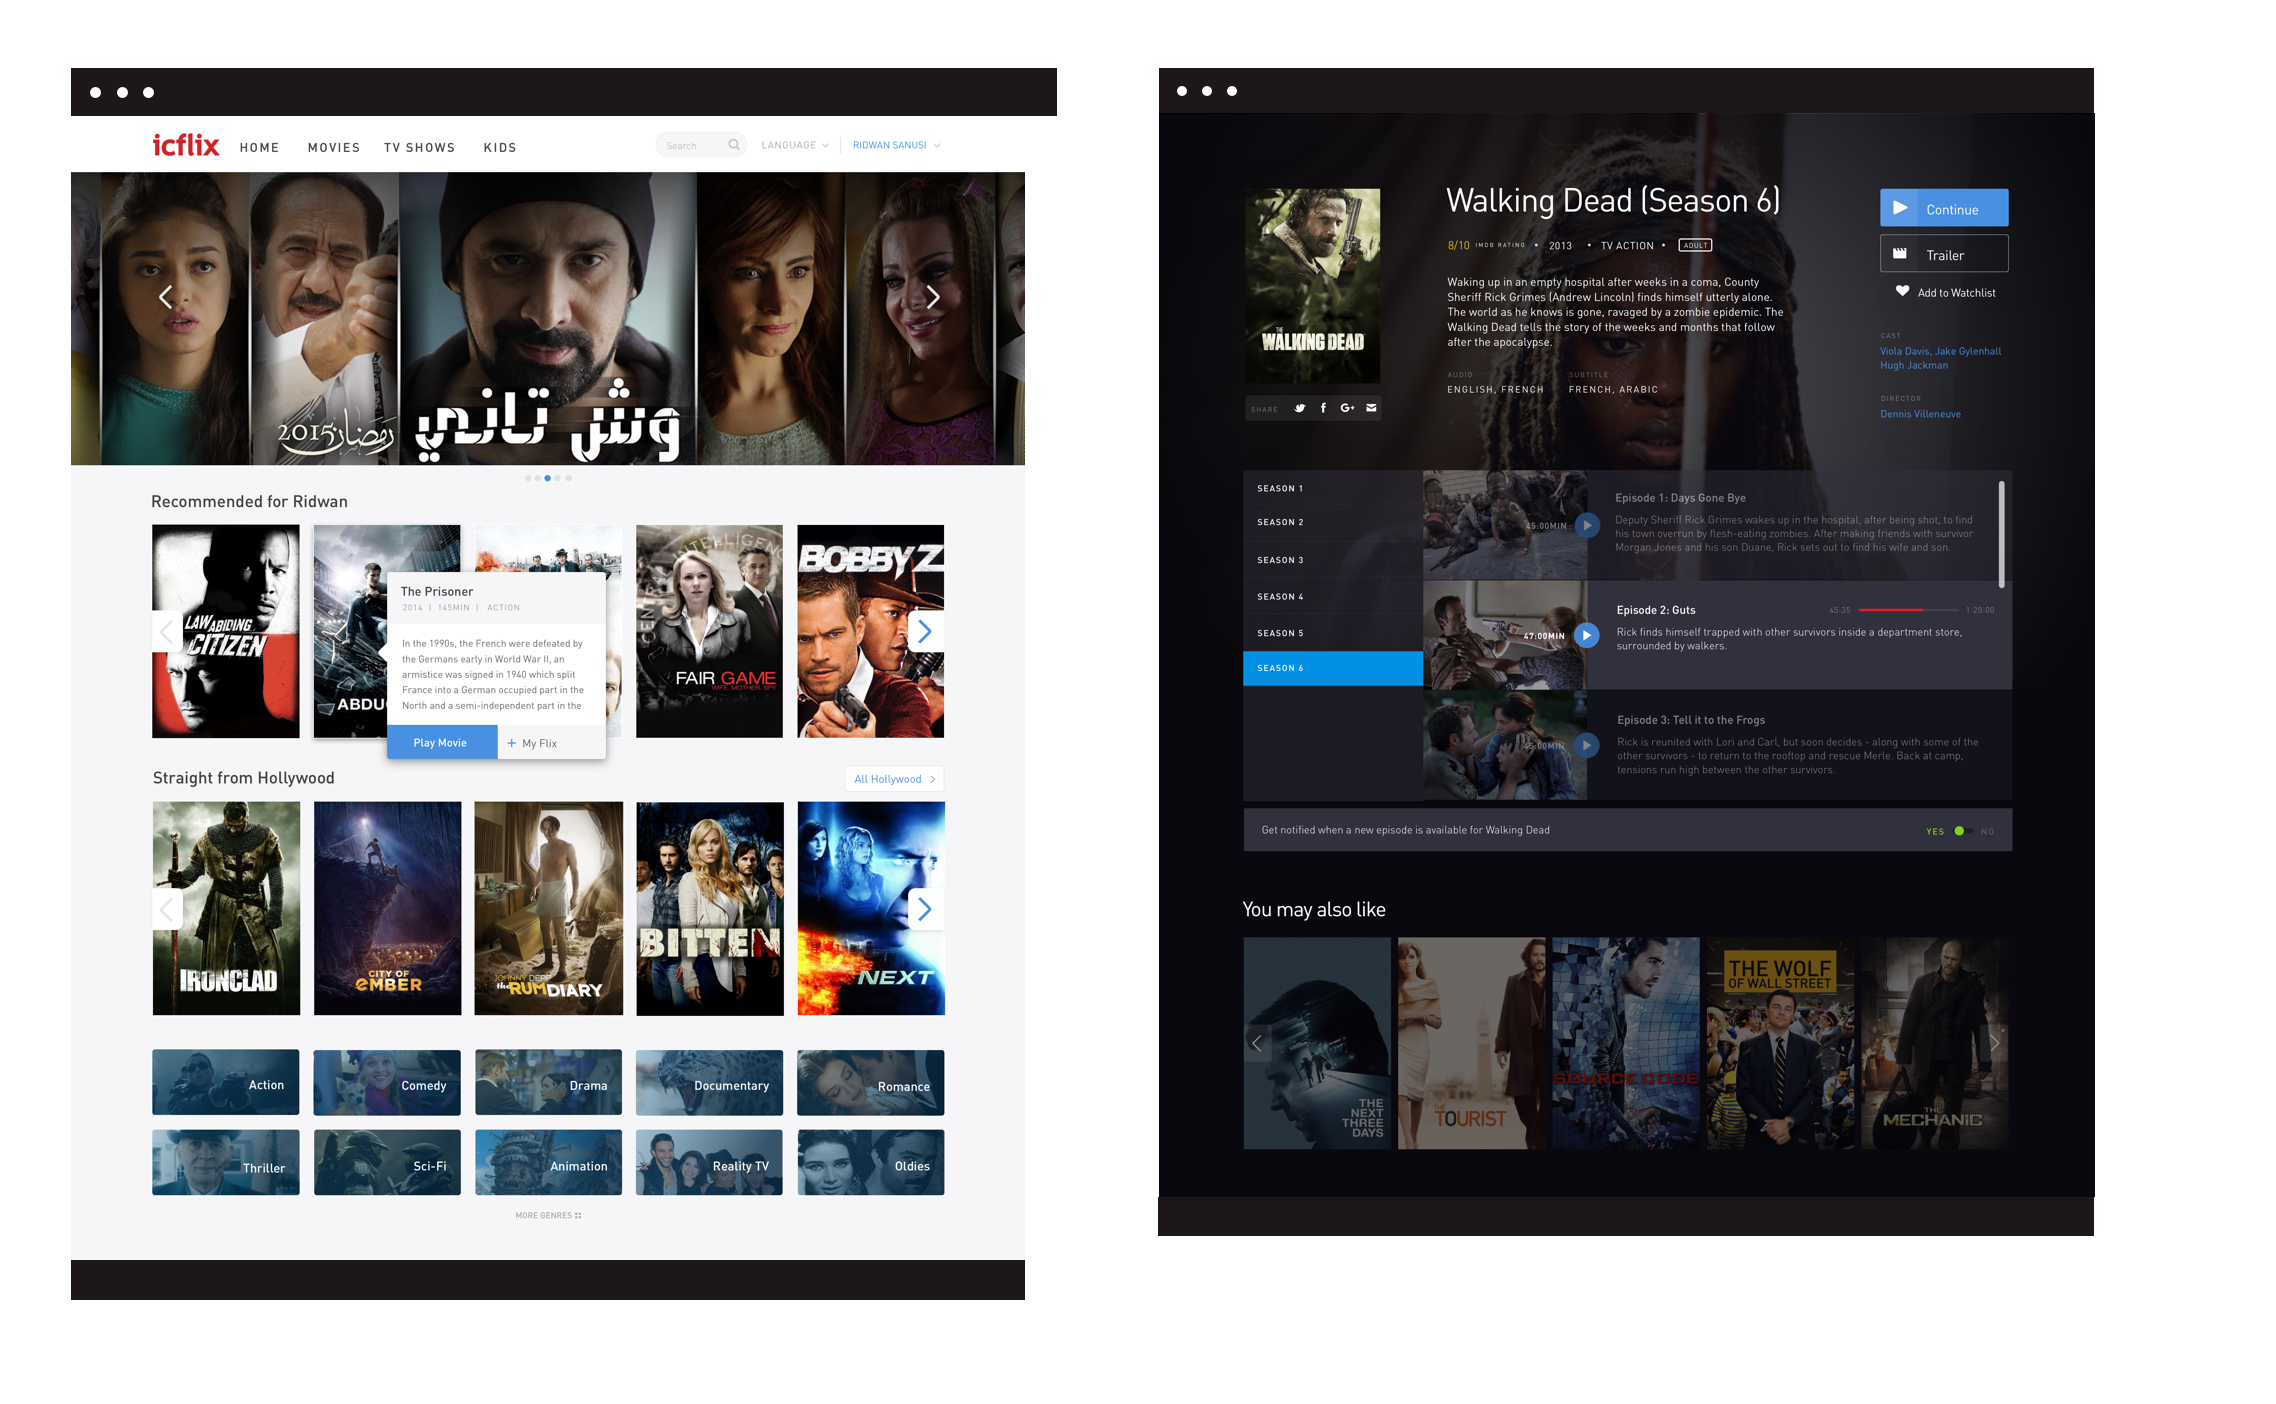 icflix
HOME
MOVIES
TV SHOWS
KIDS
Search
LANGUAGE
RIDWAN SANUSI
2015 رمضان
وش تاني
Recommended for Ridwan
LAW ABIDING
CITIZEN
ABDU
The Prisoner
2014 | 145MIN | ACTION
In the 1990s, the French were defeated by
the Germans early in World War II, an
armistice was signed in 1940 which split
France into a German occupied part in the
North and a semi-independent part in the
Play Movie
+ My Flix
INTELLIGENC
FAIR GAME
WIFE. MOTHER. SPY.
BOBBY Z
Straight from Hollywood
All Hollywood
IRONCLAD
CITY OF
EMBER
JOHNNY DEPP
the RUM DIARY
BITTEN
NEXT
Action
Comedy
Drama
Documentary
Romance
Thriller
Sci-Fi
Animation
Reality TV
Oldies
MORE GENRES
THE
WALKING DEAD
SHARE
f
G+
Walking Dead (Season 6)
8/10 IMDB RATING • 2013 • TV ACTION • ADULT
Waking up in an empty hospital after weeks in a coma, County
Sheriff Rick Grimes (Andrew Lincoln) finds himself utterly alone.
The world as he knows is gone, ravaged by a zombie epidemic. The
Walking Dead tells the story of the weeks and months that follow
after the apocalypse.
AUDIO
ENGLISH, FRENCH
SUBTITLE
FRENCH, ARABIC
Continue
Trailer
Add to Watchlist
CAST
Viola Davis, Jake Gylenhall
Hugh Jackman
DIRECTOR
Dennis Villeneuve
SEASON 1
SEASON 2
SEASON 3
SEASON 4
SEASON 5
SEASON 6
45:00MIN
Episode 1: Days Gone Bye
Deputy Sheriff Rick Grimes wakes up in the hospital, after being shot, to find
his town overrun by flesh-eating zombies. After making friends with survivor
Morgan Jones and his son Duane, Rick sets out to find his wife and son.
47:00MIN
Episode 2: Guts
45:35
1:20:00
Rick finds himself trapped with other survivors inside a department store,
surrounded by walkers.
45:00MIN
Episode 3: Tell it to the Frogs
Rick is reunited with Lori and Carl, but soon decides - along with some of the
other survivors - to return to the rooftop and rescue Merle. Back at camp,
tensions run high between the other survivors.
Get notified when a new episode is available for Walking Dead
YES
NO
You may also like
THE
NEXT
THREE
DAYS
THE
TOURIST
SOURCE CODE
THE WOLF
OF WALL STREET
THE
MECHANIC